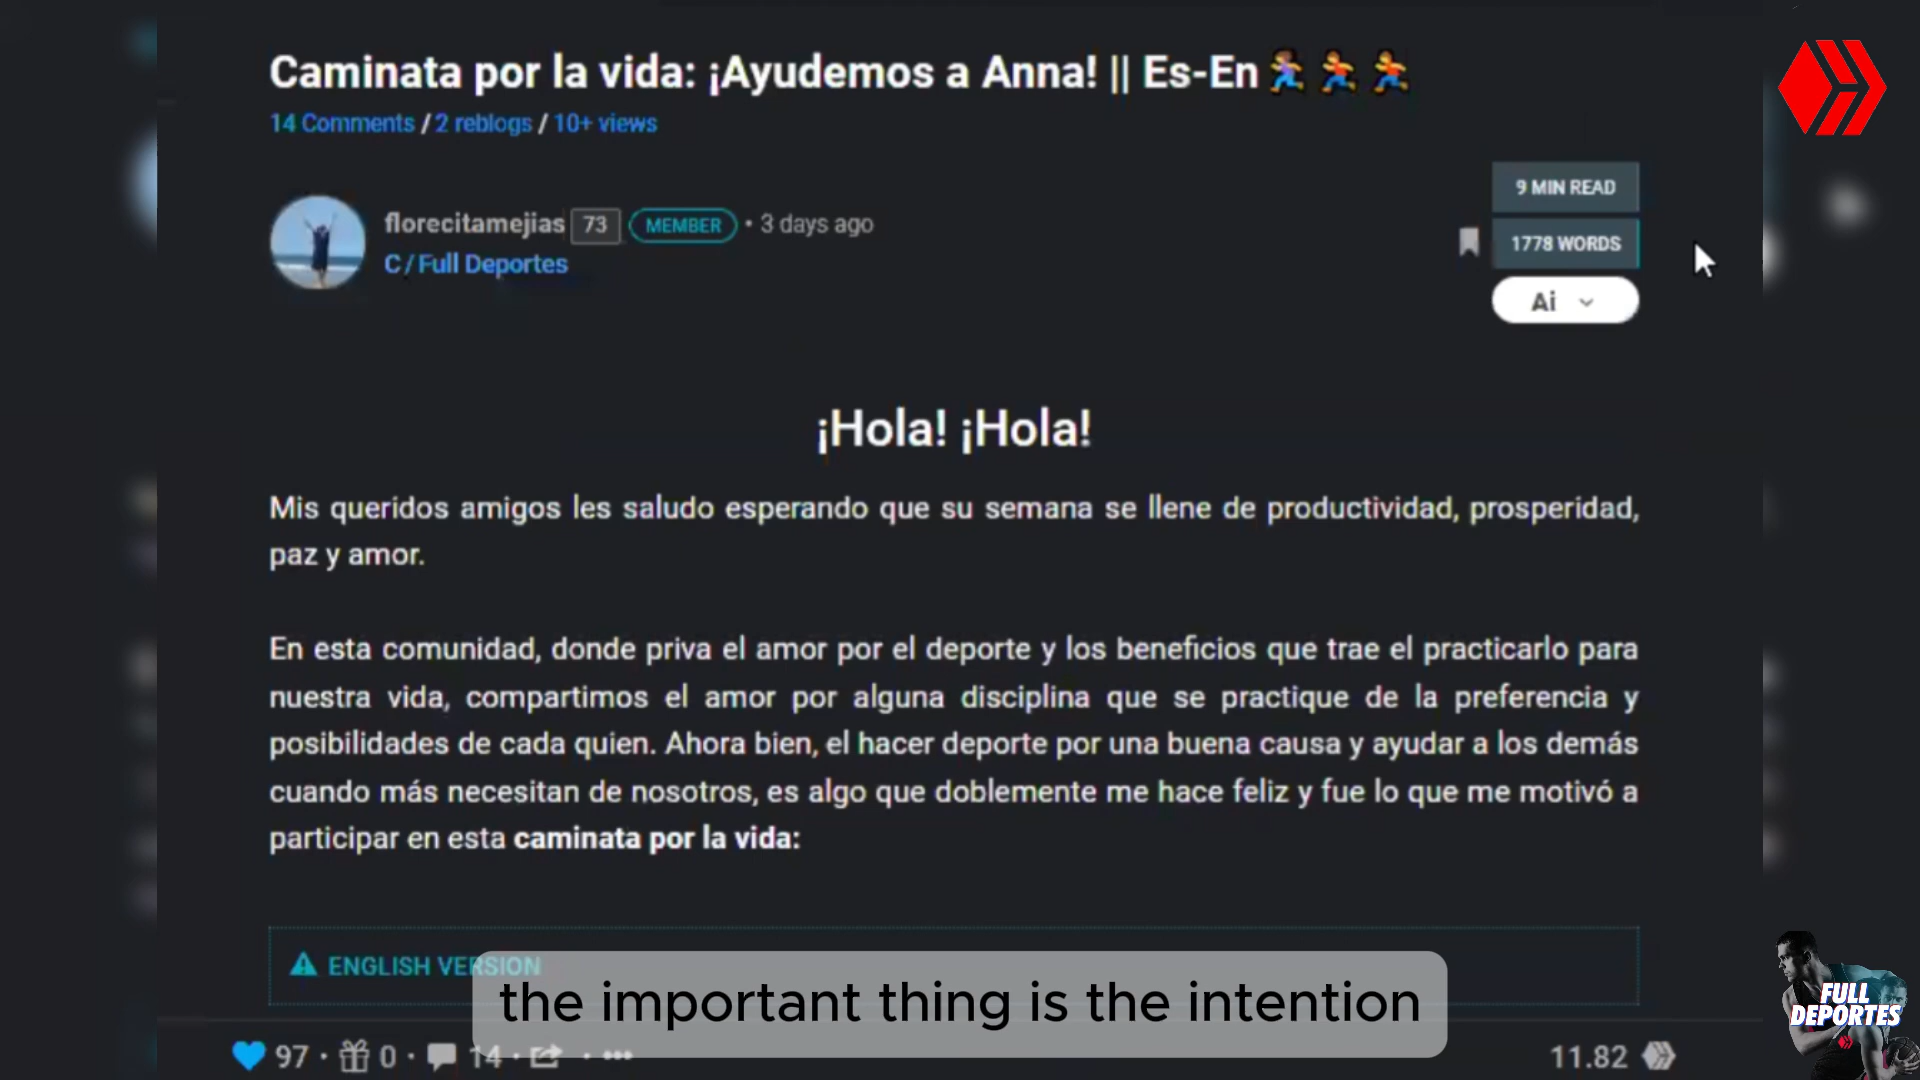 Caminata por la vida: ¡Ayudemos a Anna! || Es-En
14 Comments / 2 reblogs / 10+ views
florecitamejias 73 MEMBER • 3 days ago
C/Full Deportes
9 MIN READ
1778 WORDS
Ai
¡Hola! ¡Hola!
Mis queridos amigos les saludo esperando que su semana se llene de productividad, prosperidad,
paz y amor.
En esta comunidad, donde priva el amor por el deporte y los beneficios que trae el practicarlo para
nuestra vida, compartimos el amor por alguna disciplina que se practique de la preferencia y
posibilidades de cada quien. Ahora bien, el hacer deporte por una buena causa y ayudar a los demás
cuando más necesitan de nosotros, es algo que doblemente me hace feliz y fue lo que me motivó a
participar en esta caminata por la vida:
ENGLISH VERSION
the important thing is the intention
97 • 0 • 14 • • •••
11.82
FULL
DEPORTES